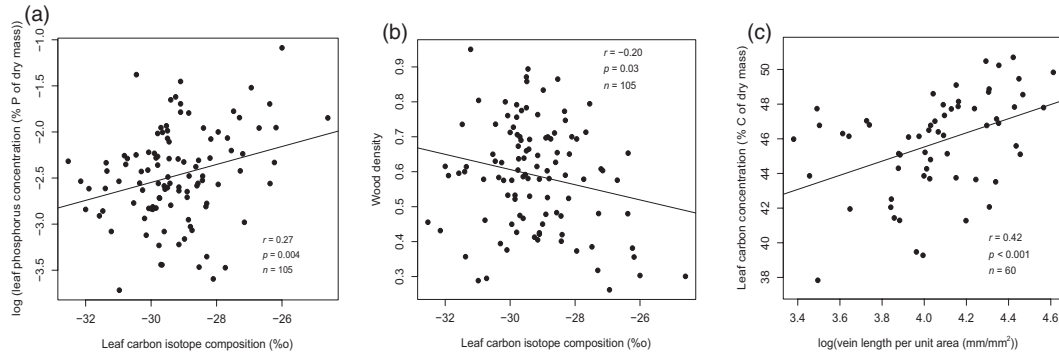 (a)
log (leaf phosphorus concentration (% P of dry mass))
−1.0
−1.5
−2.0
−2.5
−3.0
−3.5
r = 0.27
p = 0.004
n = 105
−32 −30 −28 −26
Leaf carbon isotope composition (%o)
(b)
Wood density
0.9
0.8
0.7
0.6
0.5
0.4
0.3
r = −0.20
p = 0.03
n = 105
−32 −30 −28 −26
Leaf carbon isotope composition (%o)
(c)
Leaf carbon concentration (% C of dry mass)
50
48
46
44
42
40
38
r = 0.42
p < 0.001
n = 60
3.4 3.6 3.8 4.0 4.2 4.4 4.6
log(vein length per unit area (mm/mm²))